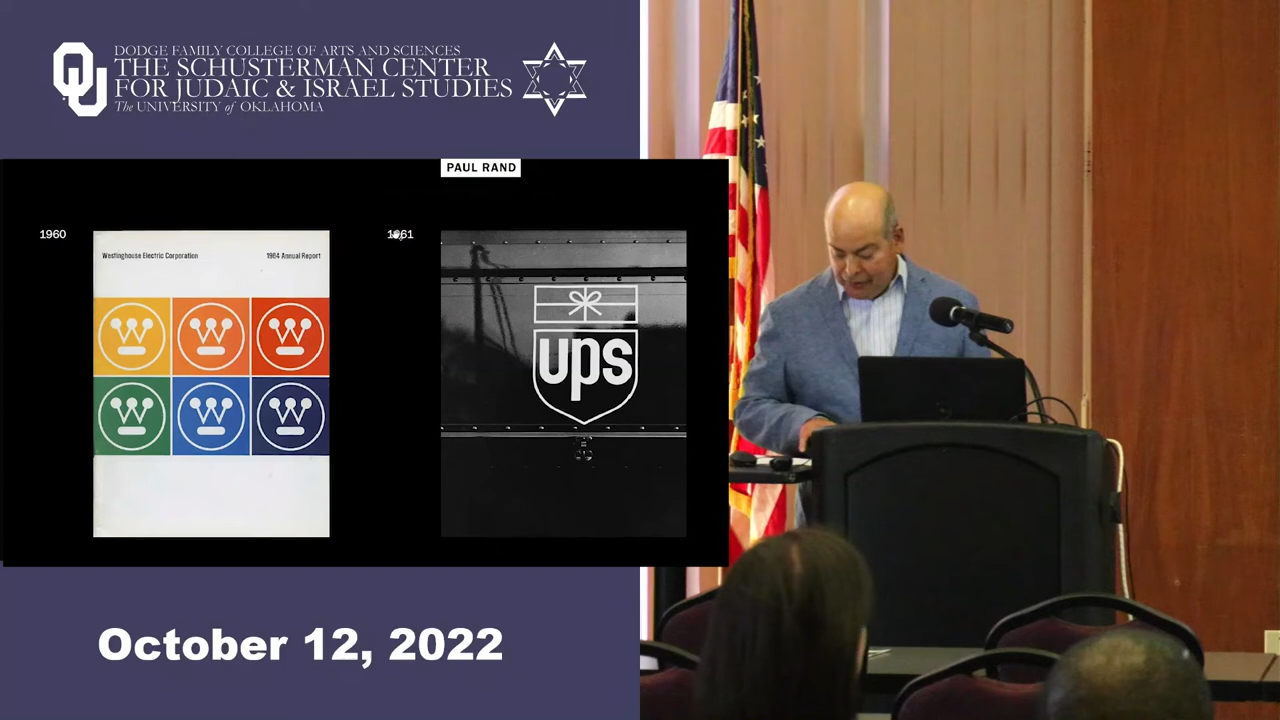 OU
DODGE FAMILY COLLEGE OF ARTS AND SCIENCES
THE SCHUSTERMAN CENTER
FOR JUDAIC & ISRAEL STUDIES
The UNIVERSITY of OKLAHOMA
PAUL RAND
1960
1961
Westinghouse Electric Corporation
1964 Annual Report
W W W
W W W
ups
October 12, 2022